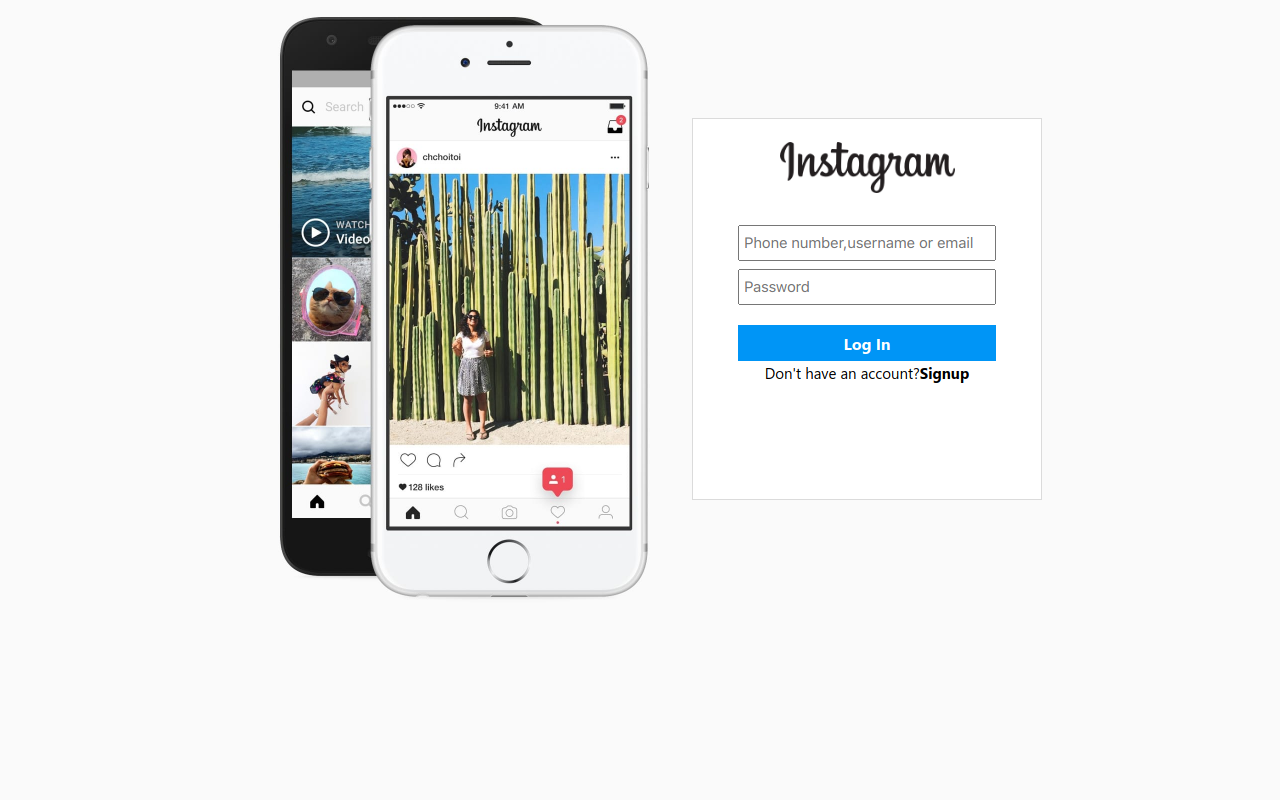 Search
WATCH
Video
9:41 AM
Instagram
2
chchoitoi
128 likes
1
Instagram
Phone number,username or email
Password
Log In
Don't have an account?Signup